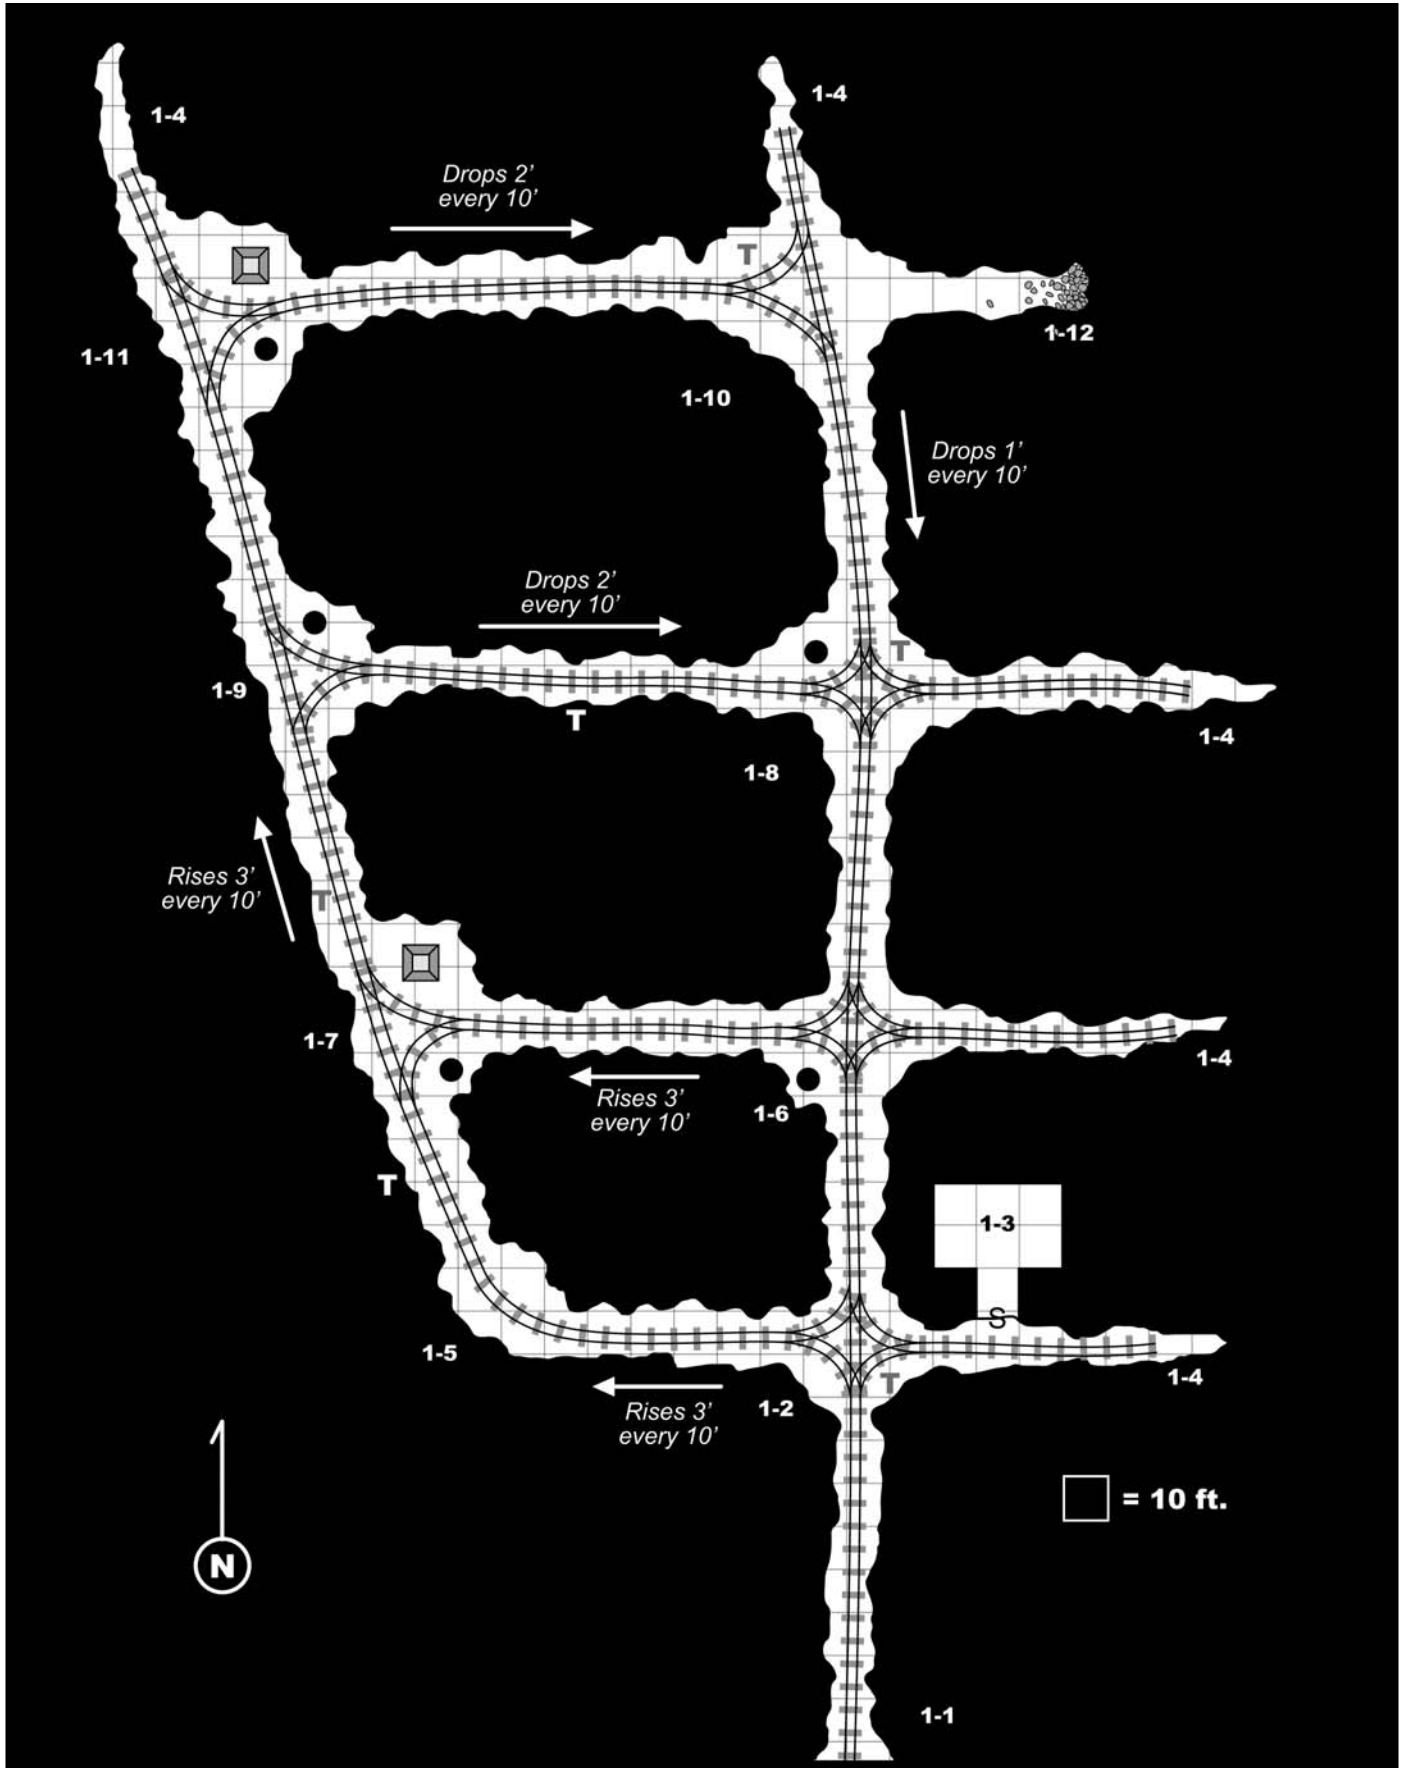 1-4
1-4
Drops 2’
every 10’
T
1-12
1-11
1-10
Drops 1’
every 10’
Drops 2’
every 10’
T
1-9
T
1-4
1-8
Rises 3’
every 10’
T
1-7
1-4
Rises 3’
every 10’
1-6
T
1-3
S
1-5
1-4
T
Rises 3’
every 10’
1-2
= 10 ft.
N
1-1